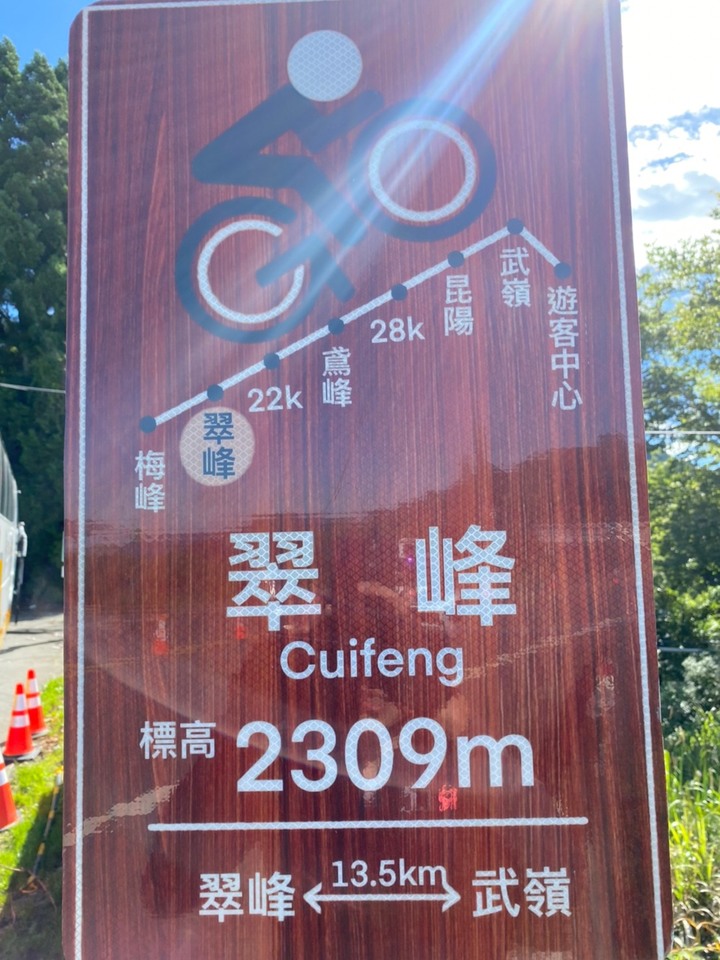 武嶺
昆陽
遊客中心
28k
鳶峰
22k
翠峰
梅峰
翠峰
Cuifeng
標高 2309m
13.5km
翠峰 武嶺